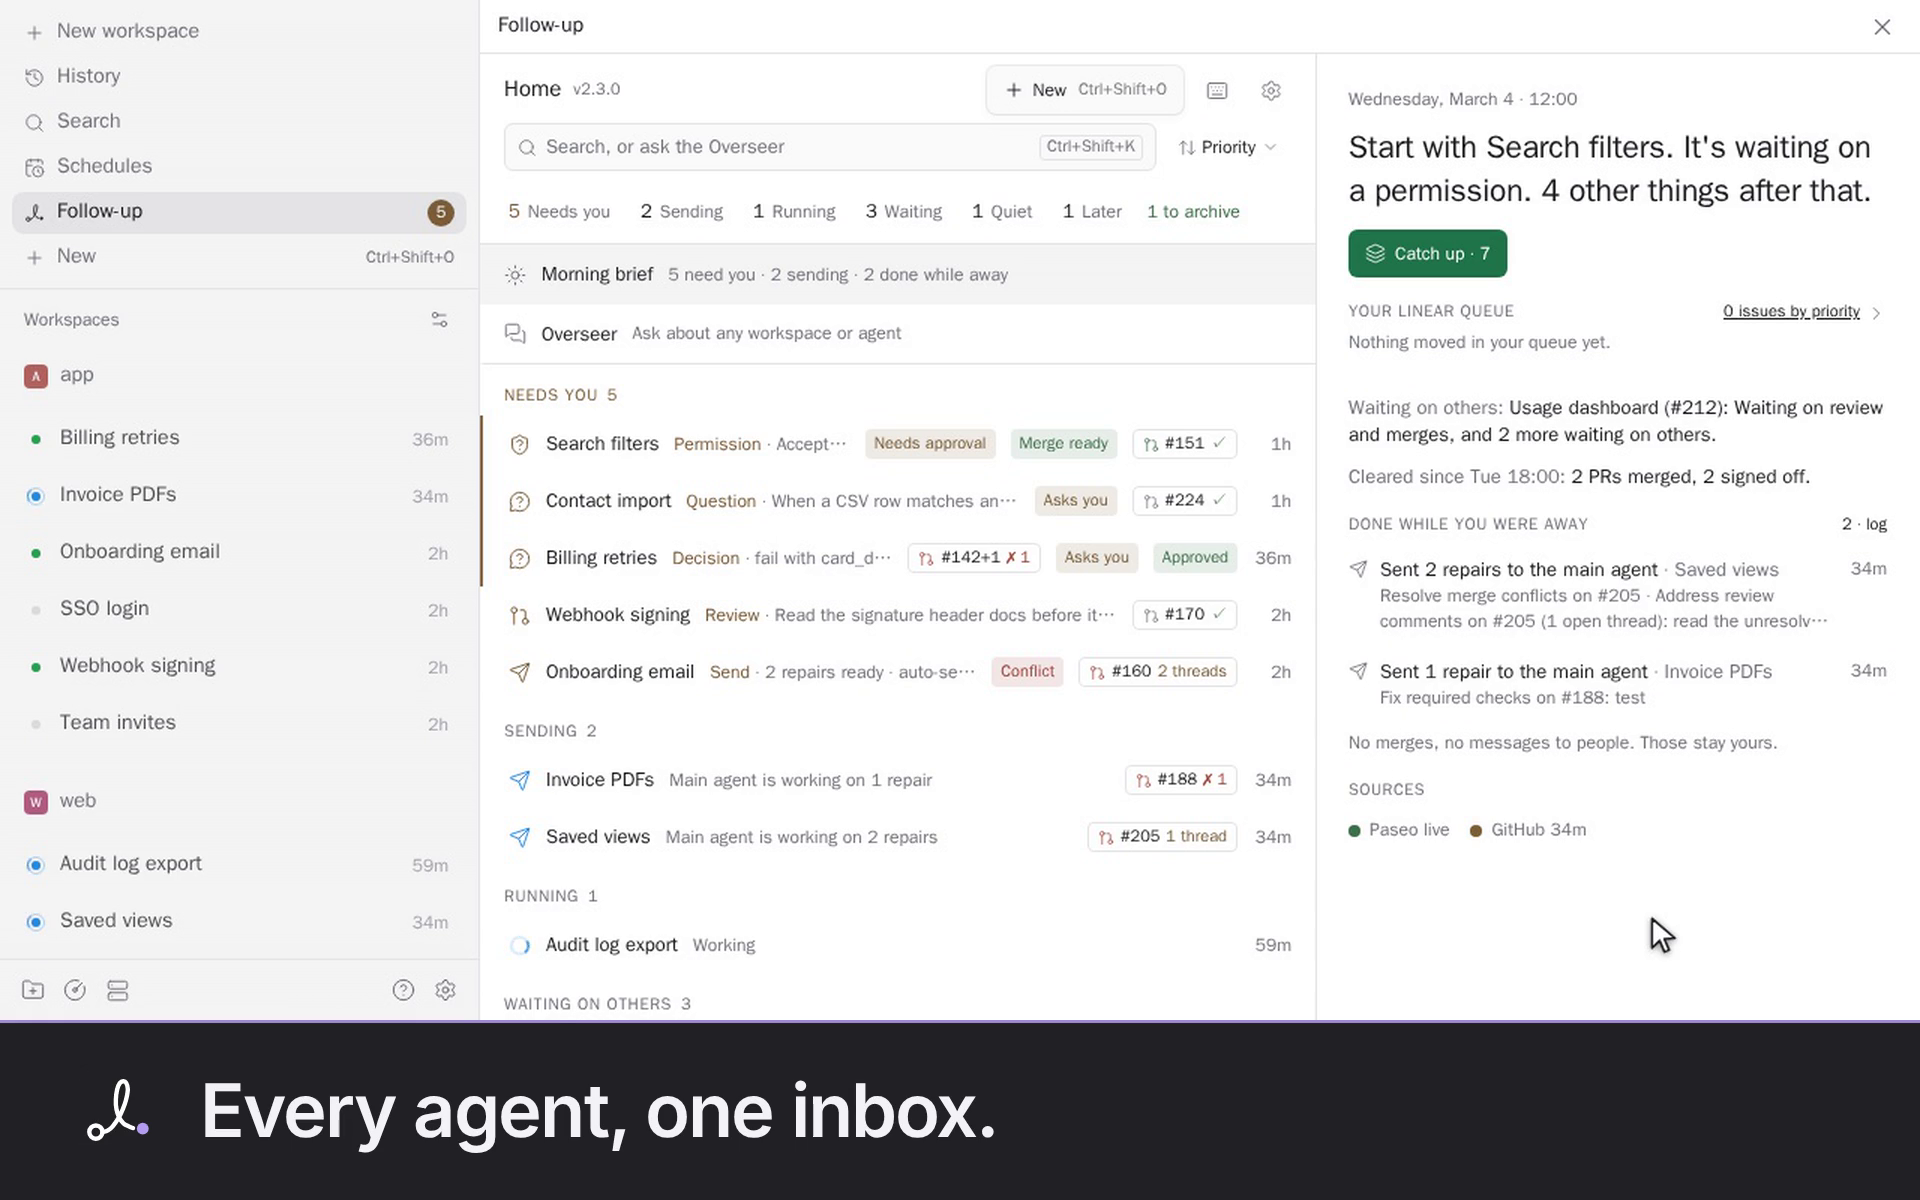 New workspace
History
Search
Schedules
Follow-up 5
New Ctrl+Shift+O
Workspaces
A app
Billing retries 36m
Invoice PDFs 34m
Onboarding email 2h
SSO login 2h
Webhook signing 2h
Team invites 2h
W web
Audit log export 59m
Saved views 34m
Follow-up
Home v2.3.0
New Ctrl+Shift+O
Search, or ask the Overseer Ctrl+Shift+K
Priority
5 Needs you 2 Sending 1 Running 3 Waiting 1 Quiet 1 Later 1 to archive
Morning brief 5 need you · 2 sending · 2 done while away
Overseer Ask about any workspace or agent
NEEDS YOU 5
Search filters Permission · Accept··· Needs approval Merge ready #151 ✓ 1h
Contact import Question · When a CSV row matches an··· Asks you #224 ✓ 1h
Billing retries Decision · fail with card_d··· #142+1 ✗ 1 Asks you Approved 36m
Webhook signing Review · Read the signature header docs before it··· #170 ✓ 2h
Onboarding email Send · 2 repairs ready · auto-se··· Conflict #160 2 threads 2h
SENDING 2
Invoice PDFs Main agent is working on 1 repair #188 ✗ 1 34m
Saved views Main agent is working on 2 repairs #205 1 thread 34m
RUNNING 1
Audit log export Working 59m
WAITING ON OTHERS 3
Wednesday, March 4 · 12:00
Start with Search filters. It's waiting on
a permission. 4 other things after that.
Catch up · 7
YOUR LINEAR QUEUE 0 issues by priority
Nothing moved in your queue yet.
Waiting on others: Usage dashboard (#212): Waiting on review
and merges, and 2 more waiting on others.
Cleared since Tue 18:00: 2 PRs merged, 2 signed off.
DONE WHILE YOU WERE AWAY 2 · log
Sent 2 repairs to the main agent · Saved views 34m
Resolve merge conflicts on #205 · Address review
comments on #205 (1 open thread): read the unresolv···
Sent 1 repair to the main agent · Invoice PDFs 34m
Fix required checks on #188: test
No merges, no messages to people. Those stay yours.
SOURCES
Paseo live GitHub 34m
Every agent, one inbox.